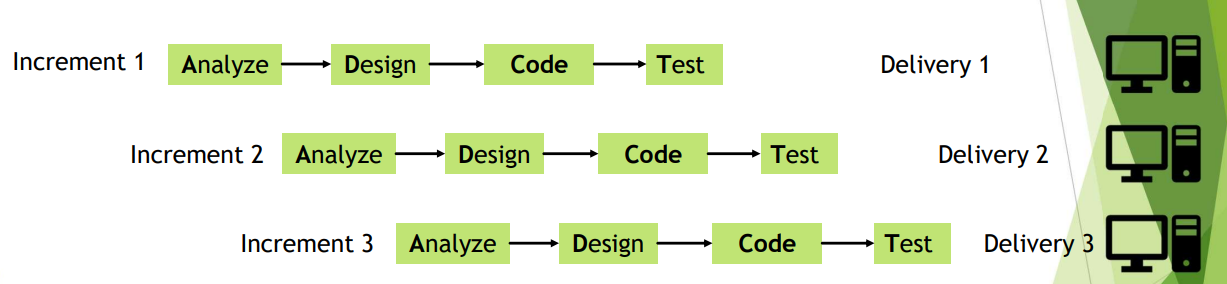 Increment 1 Analyze Design Code Test Delivery 1
Increment 2 Analyze Design Code Test Delivery 2
Increment 3 Analyze Design Code Test Delivery 3